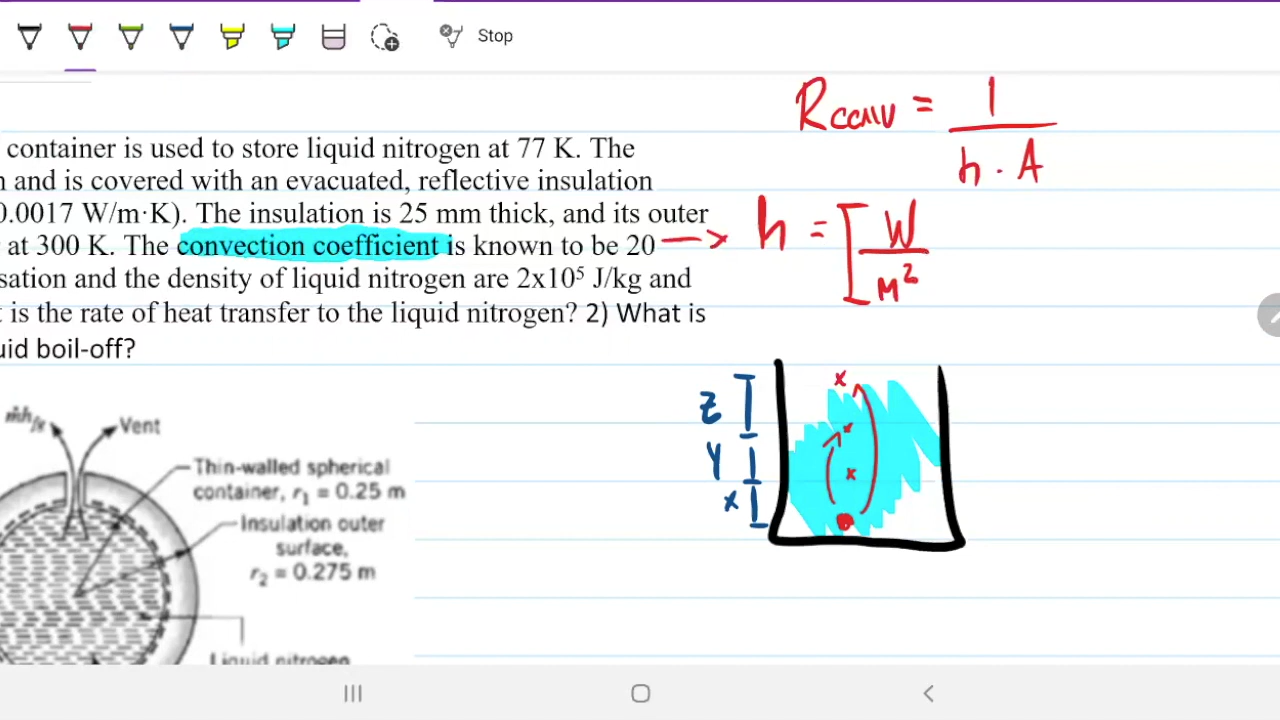 Stop
R conv = 1 / h · A
container is used to store liquid nitrogen at 77 K. The
and is covered with an evacuated, reflective insulation
0.0017 W/m·K). The insulation is 25 mm thick, and its outer
at 300 K. The convection coefficient is known to be 20
→ h = [ W / M²
sation and the density of liquid nitrogen are 2x10⁵ J/kg and
is the rate of heat transfer to the liquid nitrogen? 2) What is
uid boil-off?
Z
Y
X
x
x
x
Vent
Thin-walled spherical
container, r₁ = 0.25 m
Insulation outer
surface,
r₂ = 0.275 m
Liquid nitrogen